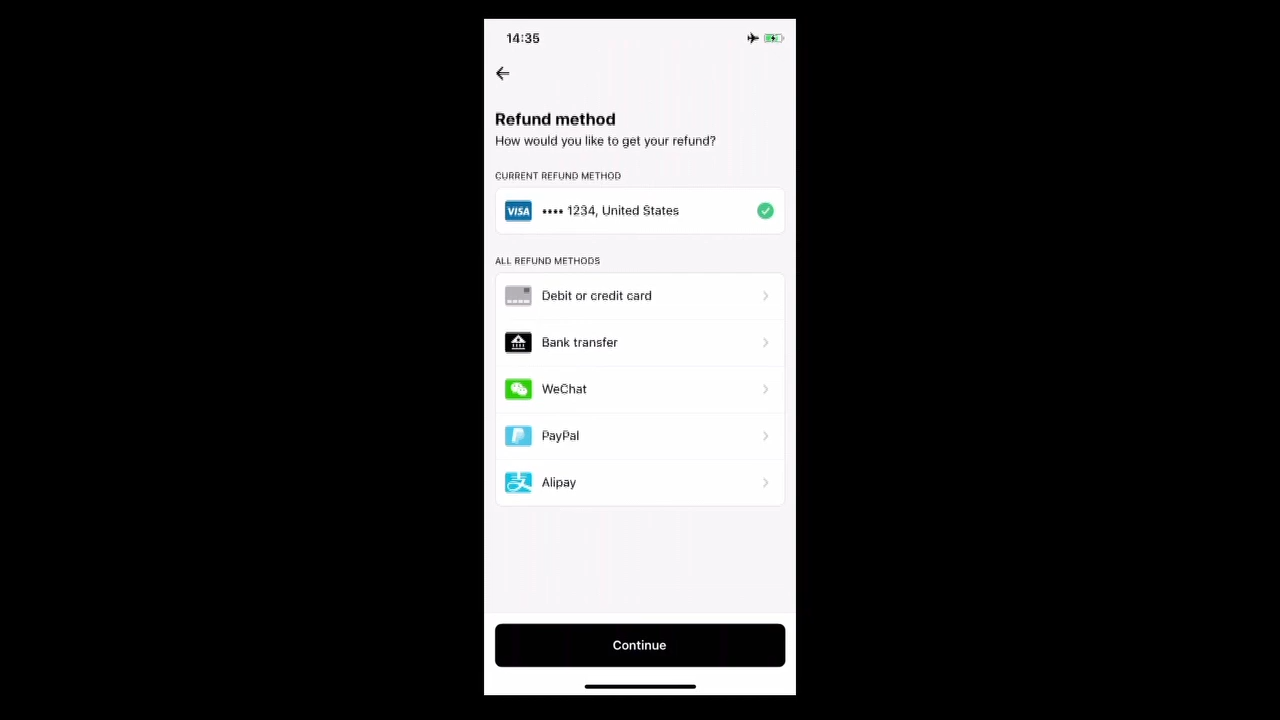 14:35
Refund method
How would you like to get your refund?
CURRENT REFUND METHOD
VISA •••• 1234, United States
ALL REFUND METHODS
Debit or credit card
Bank transfer
WeChat
PayPal
Alipay
Continue